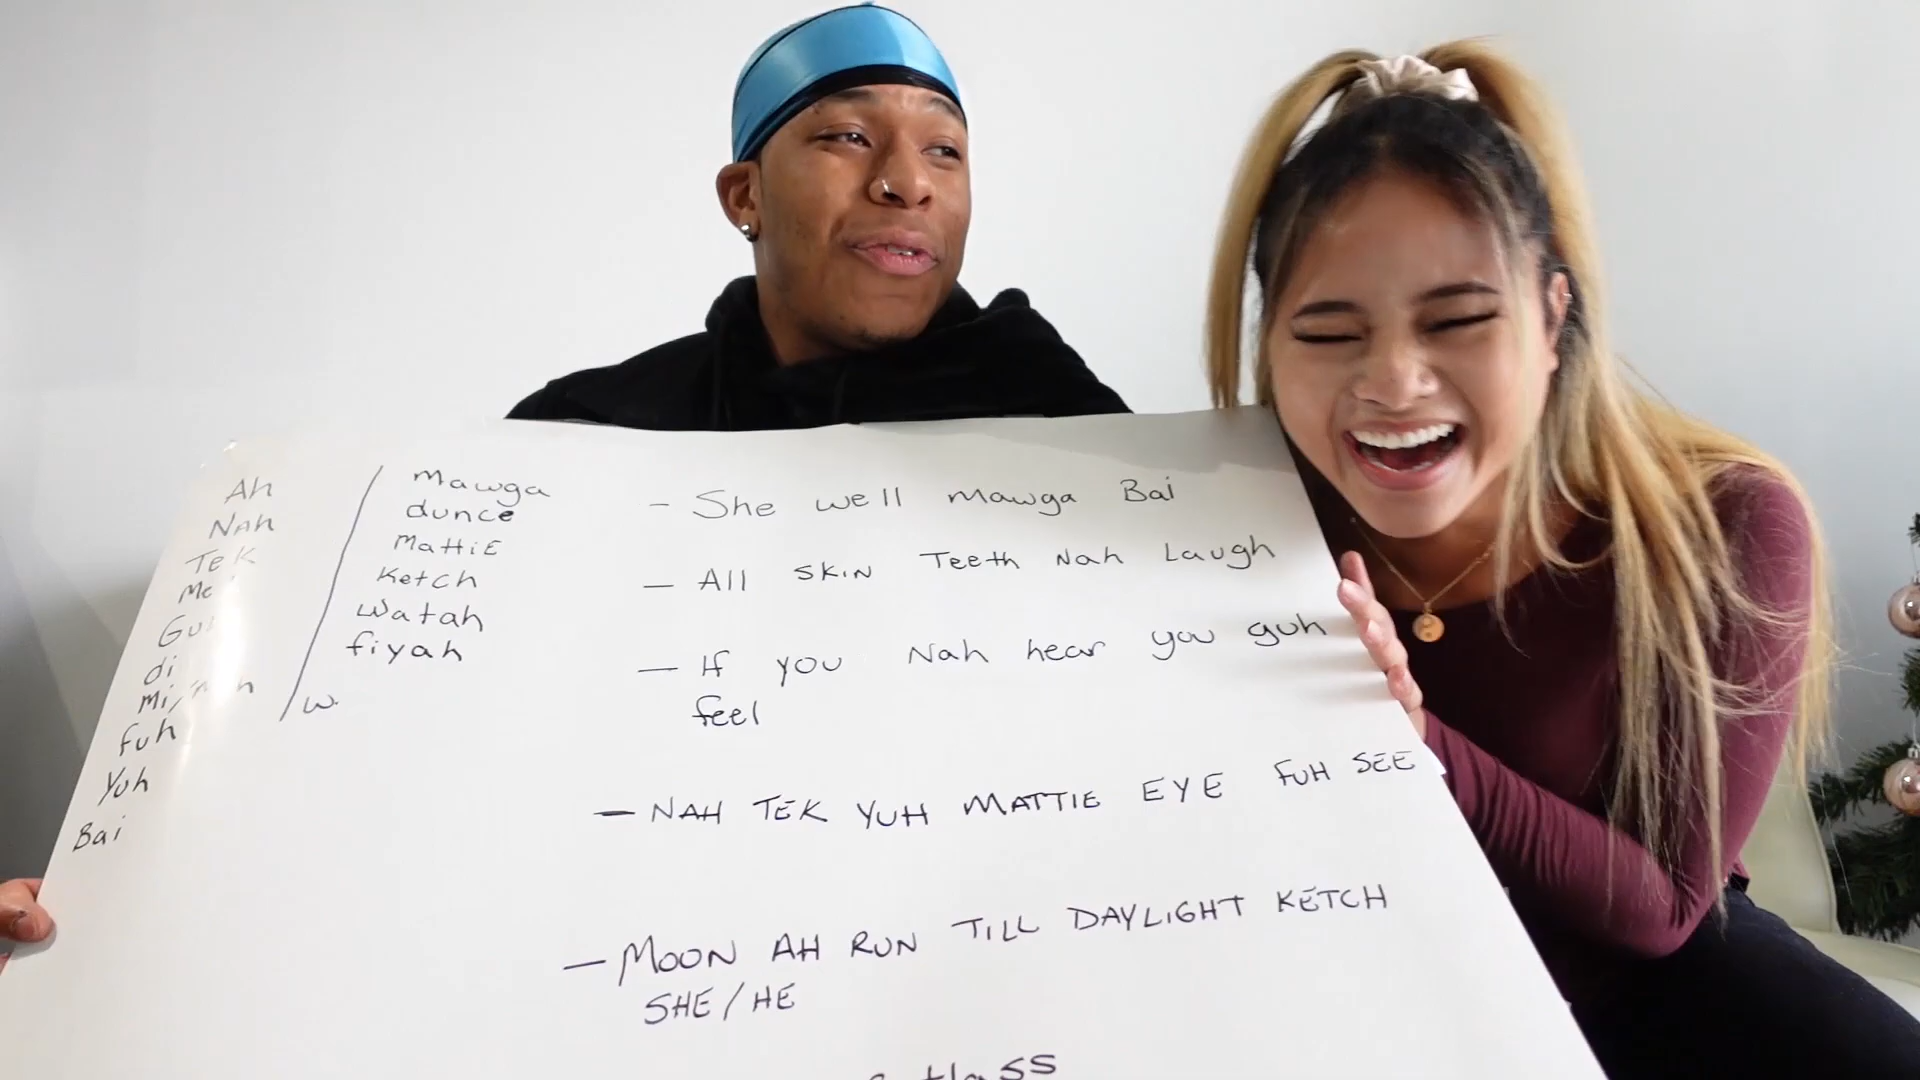 Ah
Nah
Tek
Me
di
Fuh
Yuh
Bai
Mawga
dunce
Mattie
Ketch
Watah
fiyah
w.
- She well mawga Bai
- All skin Teeth Nah Laugh
- If you Nah hear you guh
feel
- NAH TEK YUH MATTIE EYE FUH SEE
- MOON AH RUN TILL DAYLIGHT KETCH
SHE/HE